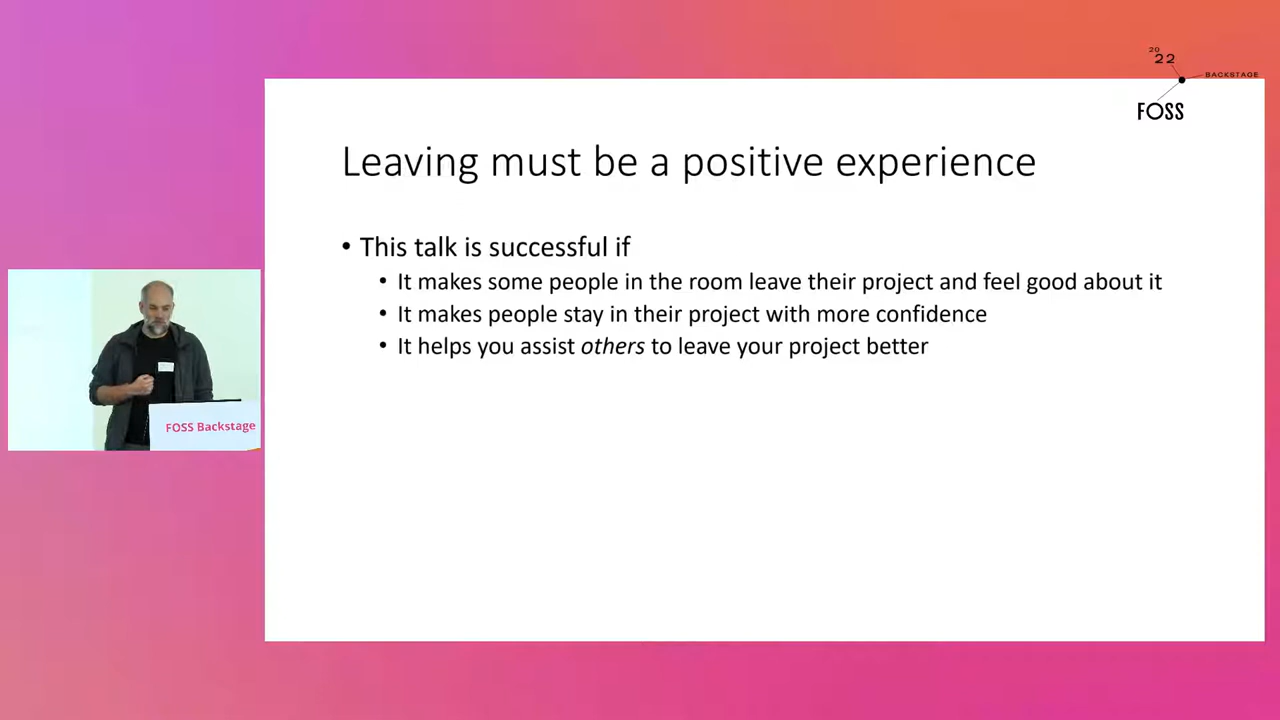 20
22
BACKSTAGE
FOSS
Leaving must be a positive experience
• This talk is successful if
• It makes some people in the room leave their project and feel good about it
• It makes people stay in their project with more confidence
• It helps you assist others to leave your project better
FOSS Backstage